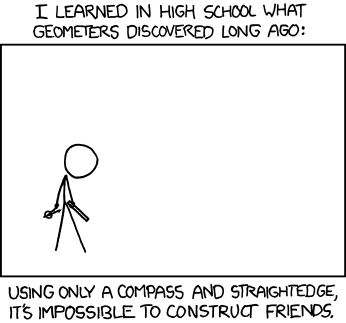 I LEARNED IN HIGH SCHOOL WHAT
GEOMETERS DISCOVERED LONG AGO:
USING ONLY A COMPASS AND STRAIGHTEDGE,
IT'S IMPOSSIBLE TO CONSTRUCT FRIENDS.